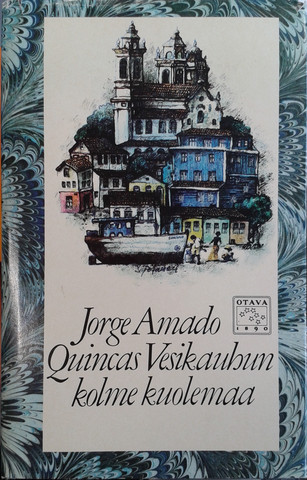 OTAVA
1890
Jorge Amado
Quincas Vesikauhun
kolme kuolemaa